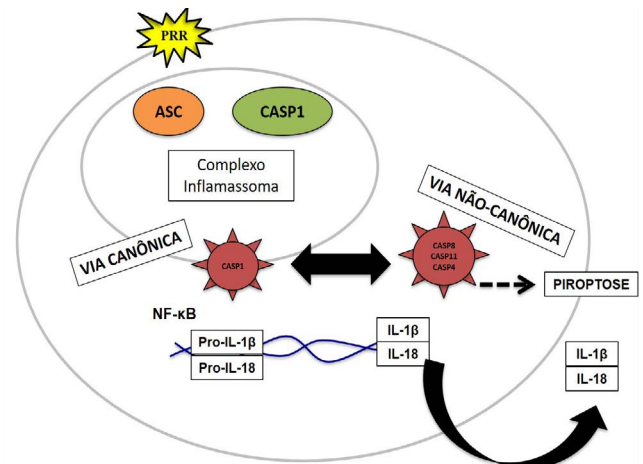 PRR
ASC
CASP1
Complexo
Inflamassoma
VIA CANÔNICA
VIA NÃO-CANÔNICA
CASP1
CASP8
CASP11
CASP4
PIROPTOSE
NF-κB
Pro-IL-1β
Pro-IL-18
IL-1β
IL-18
IL-1β
IL-18